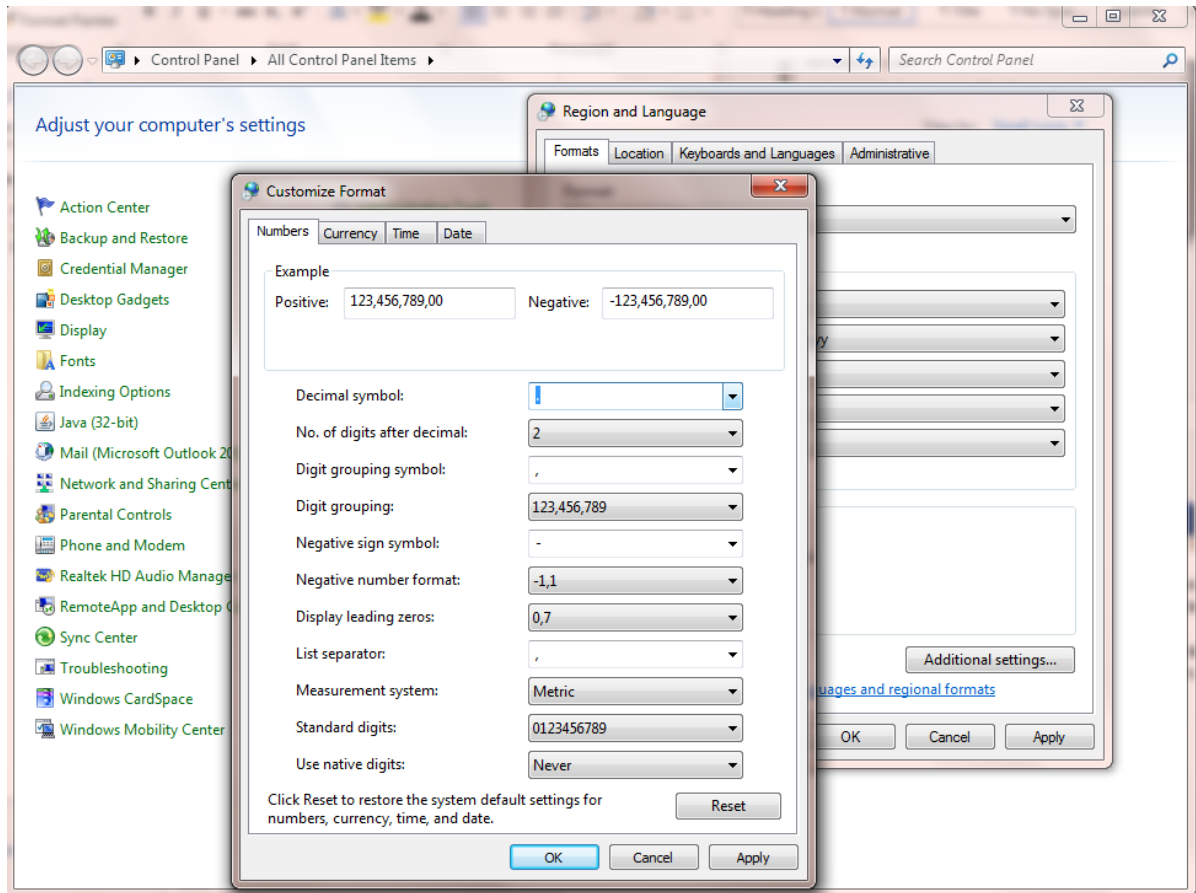 Control Panel
All Control Panel Items
Search Control Panel
Adjust your computer's settings
Action Center
Backup and Restore
Credential Manager
Desktop Gadgets
Display
Fonts
Indexing Options
Java (32-bit)
Mail (Microsoft Outlook 20
Network and Sharing Cent
Parental Controls
Phone and Modem
Realtek HD Audio Manage
RemoteApp and Desktop
Sync Center
Troubleshooting
Windows CardSpace
Windows Mobility Center
Region and Language
Formats Location Keyboards and Languages Administrative
Additional settings...
uages and regional formats
OK Cancel Apply
Customize Format
Numbers Currency Time Date
Example
Positive: 123,456,789,00 Negative: -123,456,789,00
Decimal symbol: .
No. of digits after decimal: 2
Digit grouping symbol: ,
Digit grouping: 123,456,789
Negative sign symbol: -
Negative number format: -1,1
Display leading zeros: 0,7
List separator: ,
Measurement system: Metric
Standard digits: 0123456789
Use native digits: Never
Click Reset to restore the system default settings for
numbers, currency, time, and date.
Reset
OK Cancel Apply